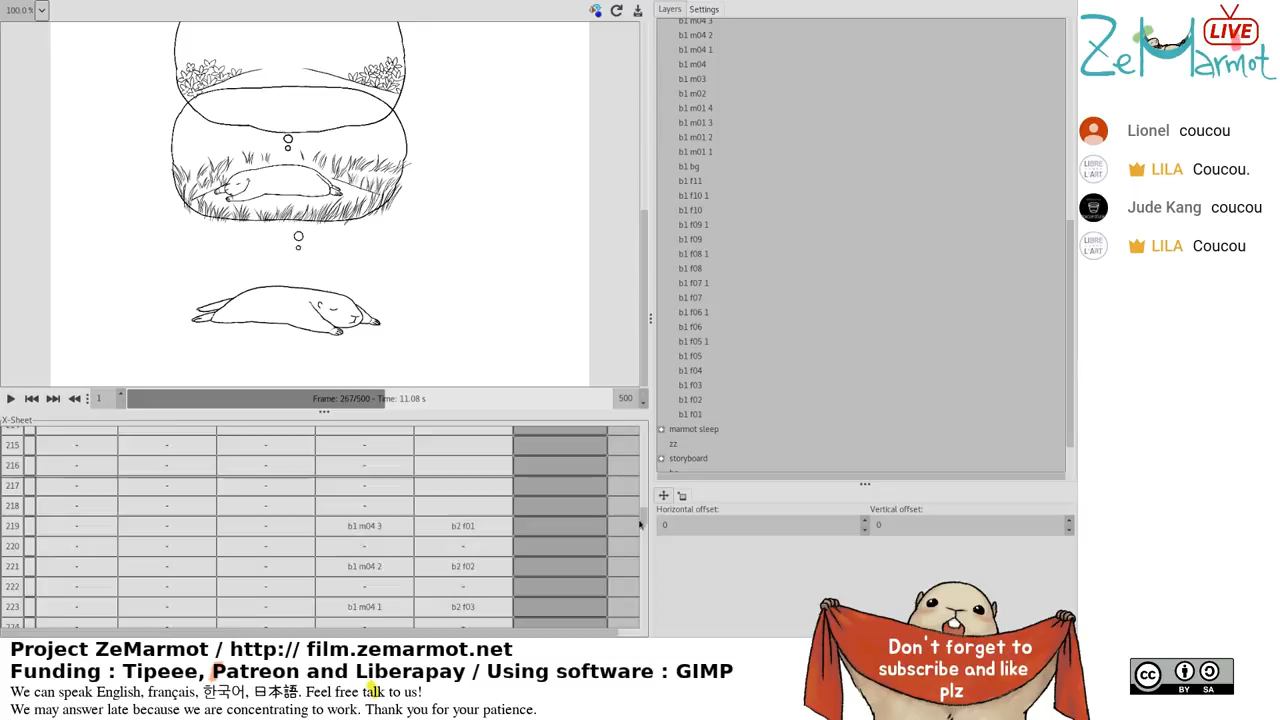 100.0 %
Layers
Settings
b1 m04 3
b1 m04 2
b1 m04 1
b1 m04
b1 m03
b1 m02
b1 m01 4
b1 m01 3
b1 m01 2
b1 m01 1
b1 bg
b1 f11
b1 f10 1
b1 f10
b1 f09 1
b1 f09
b1 f08 1
b1 f08
b1 f07 1
b1 f07
b1 f06 1
b1 f06
b1 f05 1
b1 f05
b1 f04
b1 f03
b1 f02
b1 f01
marmot sleep
zz
storyboard
1
Frame: 267/500 - Time: 11.08 s
500
X-Sheet
215 - - - -
216 - - - -
217 - - - -
218 - - - -
219 - - - b1 m04 3 b2 f01
220 - - - - -
221 - - - b1 m04 2 b2 f02
222 - - - - -
223 - - - b1 m04 1 b2 f03
Horizontal offset:
0
Vertical offset:
0
ZeMarmot
LIVE
Lionel coucou
LILA Coucou.
Jude Kang coucou
LILA Coucou
LIBRE
L'ART
LIBRE
L'ART
Project ZeMarmot / http:// film.zemarmot.net
Funding : Tipeee, Patreon and Liberapay / Using software : GIMP
We can speak English, français, 한국어, 日本語. Feel free talk to us!
We may answer late because we are concentrating to work. Thank you for your patience.
Don't forget to
subscribe and like
plz
CC
BY SA